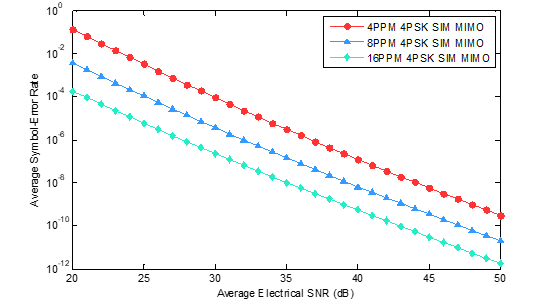 10^0
4PPM 4PSK SIM MIMO
8PPM 4PSK SIM MIMO
16PPM 4PSK SIM MIMO
10^-2
10^-4
10^-6
10^-8
10^-10
10^-12
Average Symbol-Error Rate
20 25 30 35 40 45 50
Average Electrical SNR (dB)